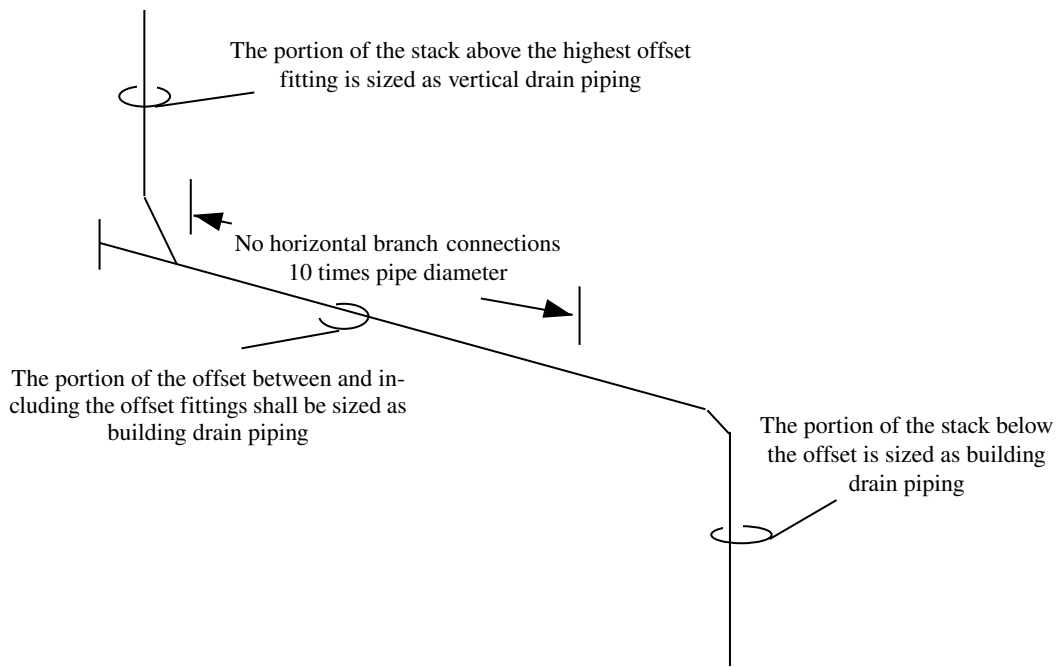 The portion of the stack above the highest offset
fitting is sized as vertical drain piping
No horizontal branch connections
10 times pipe diameter
The portion of the offset between and in-
cluding the offset fittings shall be sized as
building drain piping
The portion of the stack below
the offset is sized as building
drain piping